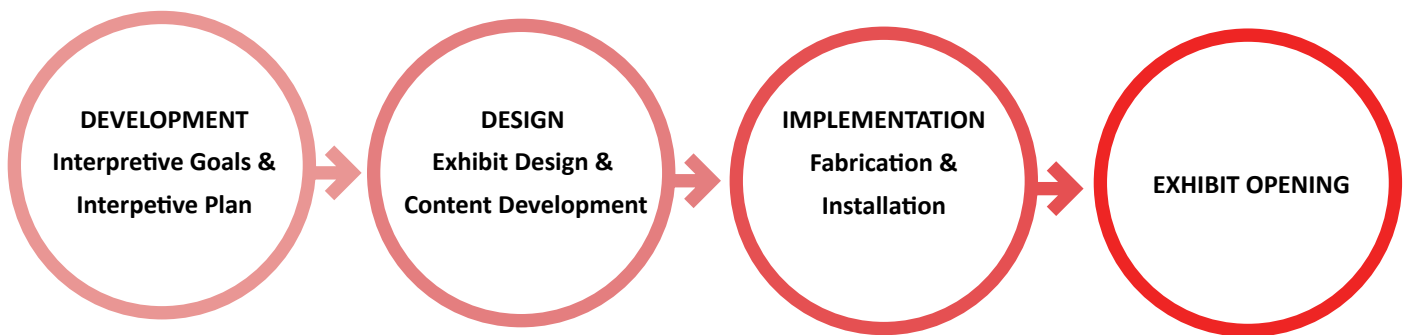 DEVELOPMENT
Interpretive Goals &
Interpetive Plan
DESIGN
Exhibit Design &
Content Development
IMPLEMENTATION
Fabrication &
Installation
EXHIBIT OPENING